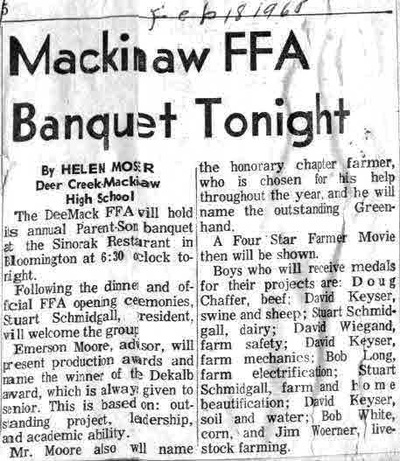 5
Feb 18 1968
Mackinaw FFA
Banquet Tonight
By HELEN MOSER
Deer Creek-Mackinaw
High School
The DeeMack FFA will hold
its annual Parent-Son banquet
at the Sinorak Restaurant in
Bloomington at 6:30 o'clock to-
night.
Following the dinner and of-
ficial FFA opening ceremonies,
Stuart Schmidgall, president,
will welcome the group.
Emerson Moore, advisor, will
present production awards and
name the winner of the Dekalb
award, which is always given to
senior. This is based on: out-
standing project, leadership,
and academic ability.
Mr. Moore also will name
the honorary chapter farmer,
who is chosen for his help
throughout the year, and he will
name the outstanding Green-
hand.
A Four Star Farmer Movie
then will be shown.
Boys who will receive medals
for their projects are: Doug
Chaffer, beef; David Keyser,
swine and sheep; Stuart Schmid-
gall, dairy; David Wiegand,
farm safety; David Keyser,
farm mechanics; Bob Long,
farm electrification; Stuart
Schmidgall, farm and home
beautification; David Keyser,
soil and water; Bob White,
corn, and Jim Woerner, live-
stock farming.